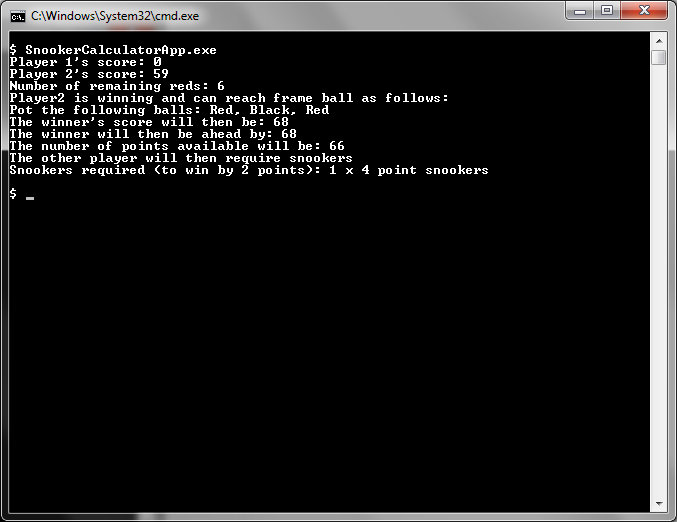 C:\Windows\System32\cmd.exe
$ SnookerCalculatorApp.exe
Player 1's score: 0
Player 2's score: 59
Number of remaining reds: 6
Player2 is winning and can reach frame ball as follows:
Pot the following balls: Red, Black, Red
The winner's score will then be: 68
The winner will then be ahead by: 68
The number of points available will be: 66
The other player will then require snookers
Snookers required (to win by 2 points): 1 x 4 point snookers
$ _